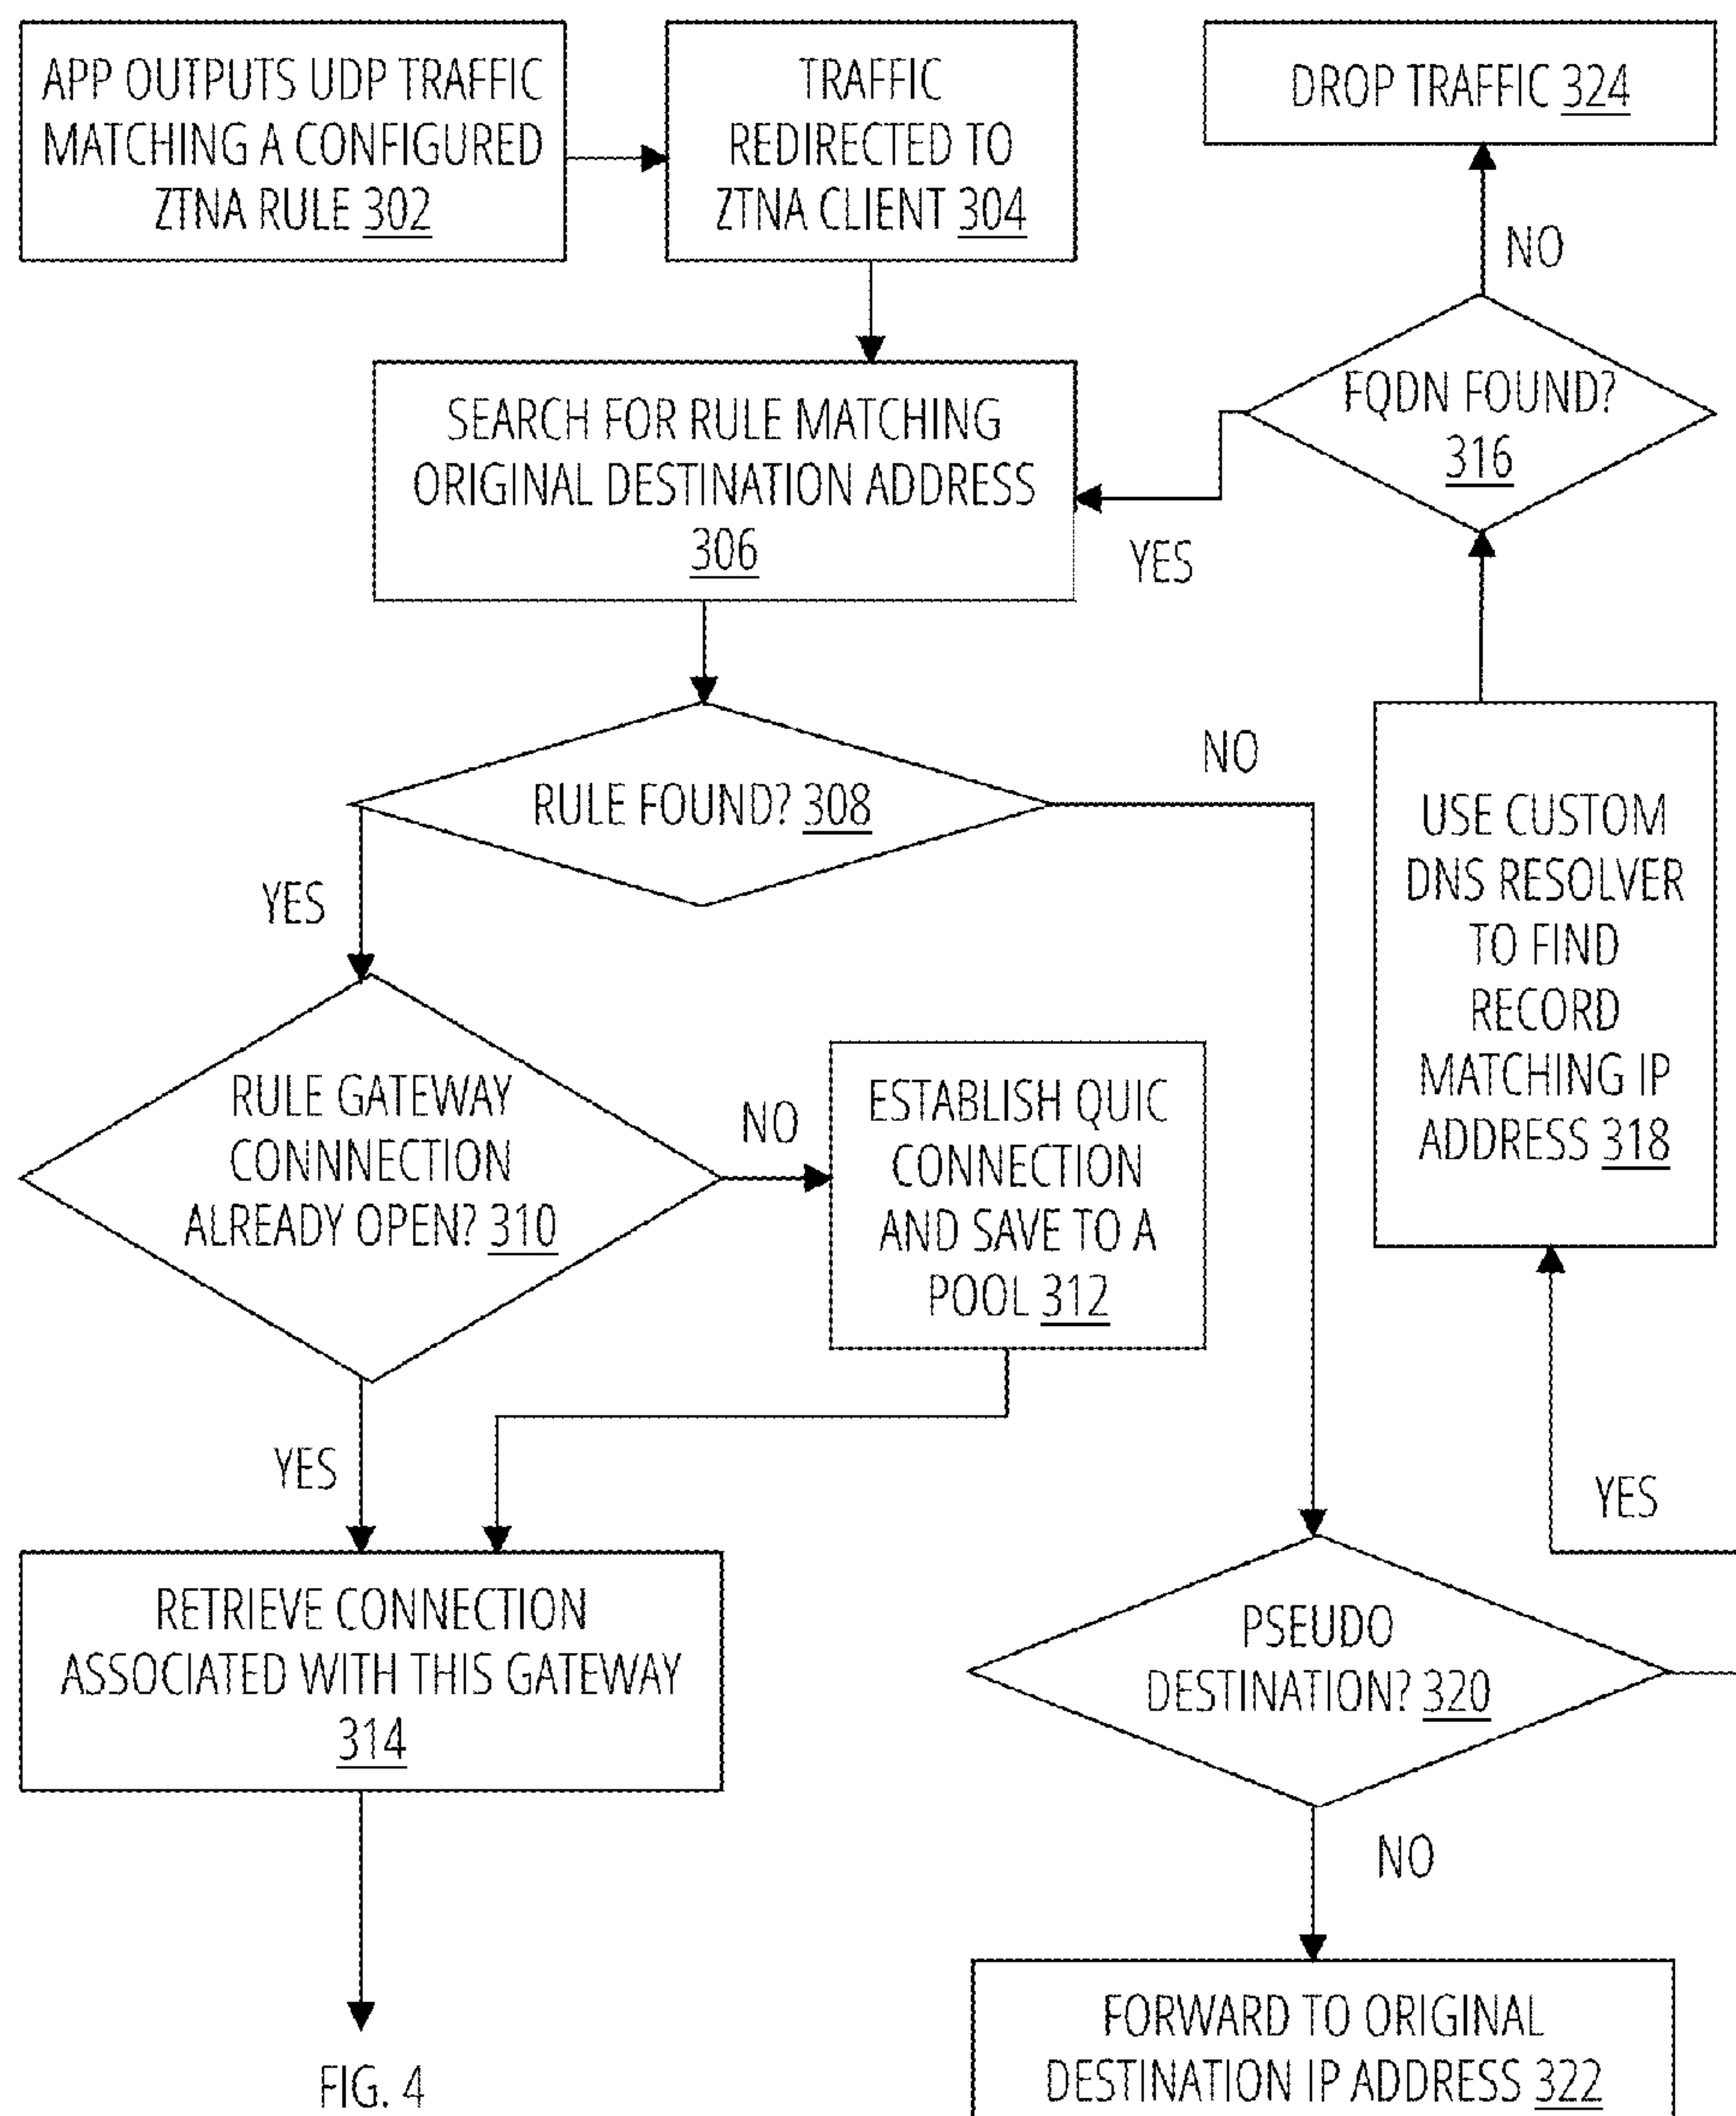 APP OUTPUTS UDP TRAFFIC
MATCHING A CONFIGURED
ZTNA RULE 302
TRAFFIC
REDIRECTED TO
ZTNA CLIENT 304
DROP TRAFFIC 324
NO
FQDN FOUND?
316
YES
SEARCH FOR RULE MATCHING
ORIGINAL DESTINATION ADDRESS
306
RULE FOUND? 308
NO
YES
USE CUSTOM
DNS RESOLVER
TO FIND
RECORD
MATCHING IP
ADDRESS 318
RULE GATEWAY
CONNNECTION
ALREADY OPEN? 310
NO
ESTABLISH QUIC
CONNECTION
AND SAVE TO A
POOL 312
YES
YES
RETRIEVE CONNECTION
ASSOCIATED WITH THIS GATEWAY
314
PSEUDO
DESTINATION? 320
NO
FORWARD TO ORIGINAL
DESTINATION IP ADDRESS 322
FIG. 4